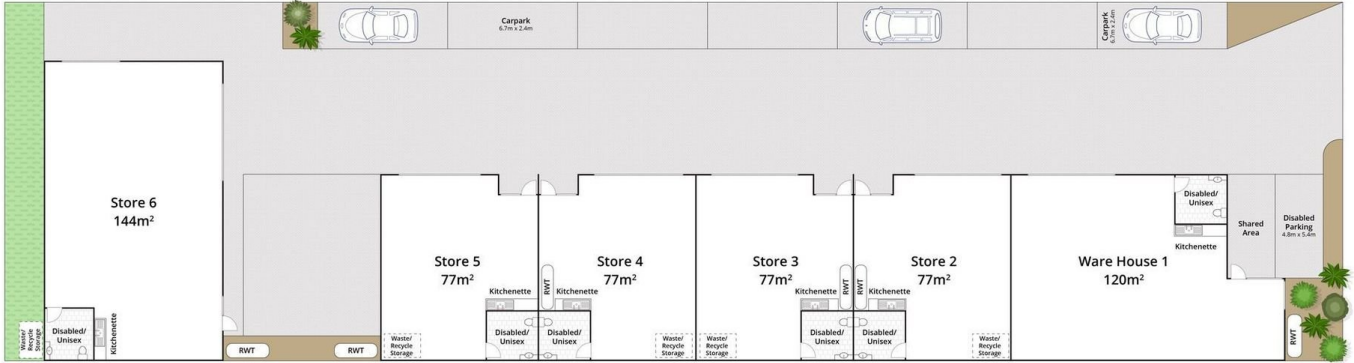 Carpark
6.7m x 2.4m
Carpark
6.7m x 2.4m
Store 6
144m²
Disabled/
Unisex
Kitchenette
Waste/
Recycle
Storage
RWT
RWT
Store 5
77m²
Kitchenette
Disabled/
Unisex
Waste/
Recycle
Storage
Store 4
77m²
RWT
Kitchenette
Disabled/
Unisex
Waste/
Recycle
Storage
Store 3
77m²
RWT
Kitchenette
Disabled/
Unisex
Waste/
Recycle
Storage
Store 2
77m²
RWT
Kitchenette
Disabled/
Unisex
Waste/
Recycle
Storage
Ware House 1
120m²
Disabled/
Unisex
Kitchenette
Shared
Area
Disabled
Parking
4.8m x 5.4m
RWT